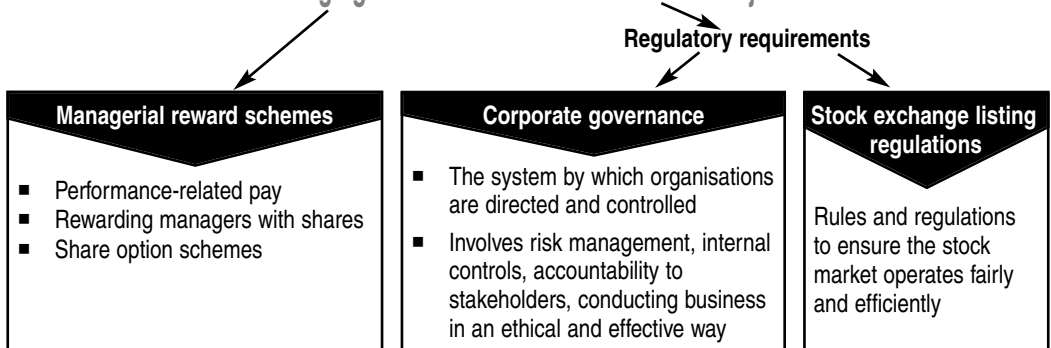 Regulatory requirements
Managerial reward schemes
■ Performance-related pay
■ Rewarding managers with shares
■ Share option schemes
Corporate governance
■ The system by which organisations
are directed and controlled
■ Involves risk management, internal
controls, accountability to
stakeholders, conducting business
in an ethical and effective way
Stock exchange listing
regulations
Rules and regulations
to ensure the stock
market operates fairly
and efficiently